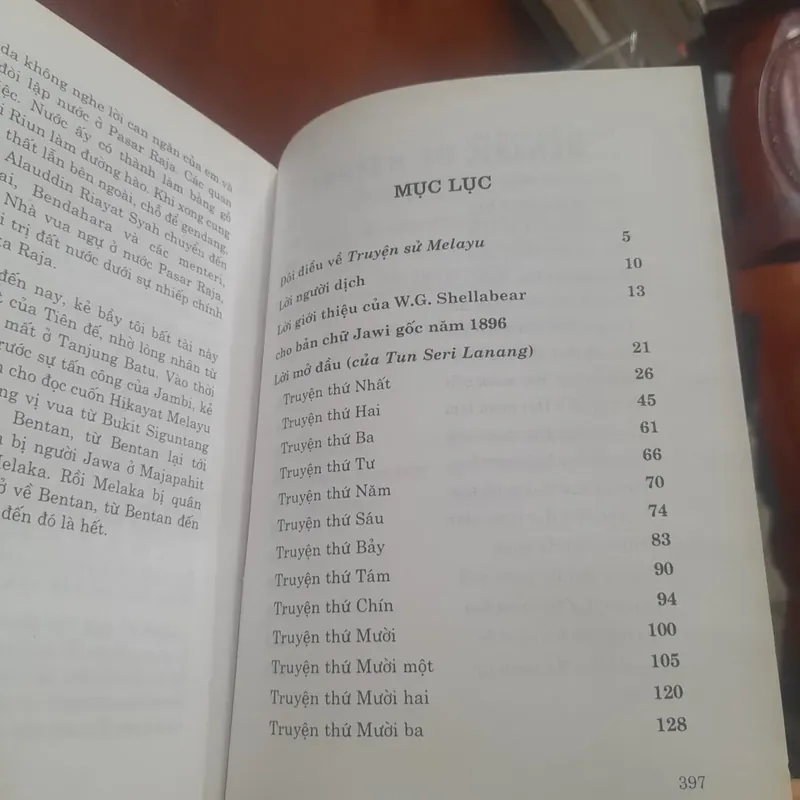 da không nghe lời can ngăn của em và
đòi lập nước ở Pasar Raja. Các quan
iệc. Nước ấy có thành làm bằng gỗ
i Riun làm đường hào. Khi xong cung
thất lẫn bên ngoài, chỗ để gendang,
Alauddin Riayat Syah chuyển đến
ai, Bendahara và các menteri,
Nhà vua ngự ở nước Pasar Raja,
i trị đất nước dưới sự nhiếp chính
ta Raja.
đến nay, kẻ bầy tôi bất tài này
t của Tiên đế, nhờ lòng nhân từ
mất ở Tanjung Batu. Vào thời
rước sự tấn công của Jambi, kẻ
n cho đọc cuốn Hikayat Melayu
ng vị vua từ Bukit Siguntang
Bentan, từ Bentan lại tới
n bị người Jawa ở Majapahit
Melaka. Rồi Melaka bị quân
ở về Bentan, từ Bentan đến
đến đó là hết.
MỤC LỤC
Đôi điều về Truyện sử Melayu 5
Lời người dịch 10
Lời giới thiệu của W.G. Shellabear 13
cho bản chữ Jawi gốc năm 1896
Lời mở đầu (của Tun Seri Lanang) 21
Truyện thứ Nhất 26
Truyện thứ Hai 45
Truyện thứ Ba 61
Truyện thứ Tư 66
Truyện thứ Năm 70
Truyện thứ Sáu 74
Truyện thứ Bảy 83
Truyện thứ Tám 90
Truyện thứ Chín 94
Truyện thứ Mười 100
Truyện thứ Mười một 105
Truyện thứ Mười hai 120
Truyện thứ Mười ba 128
397